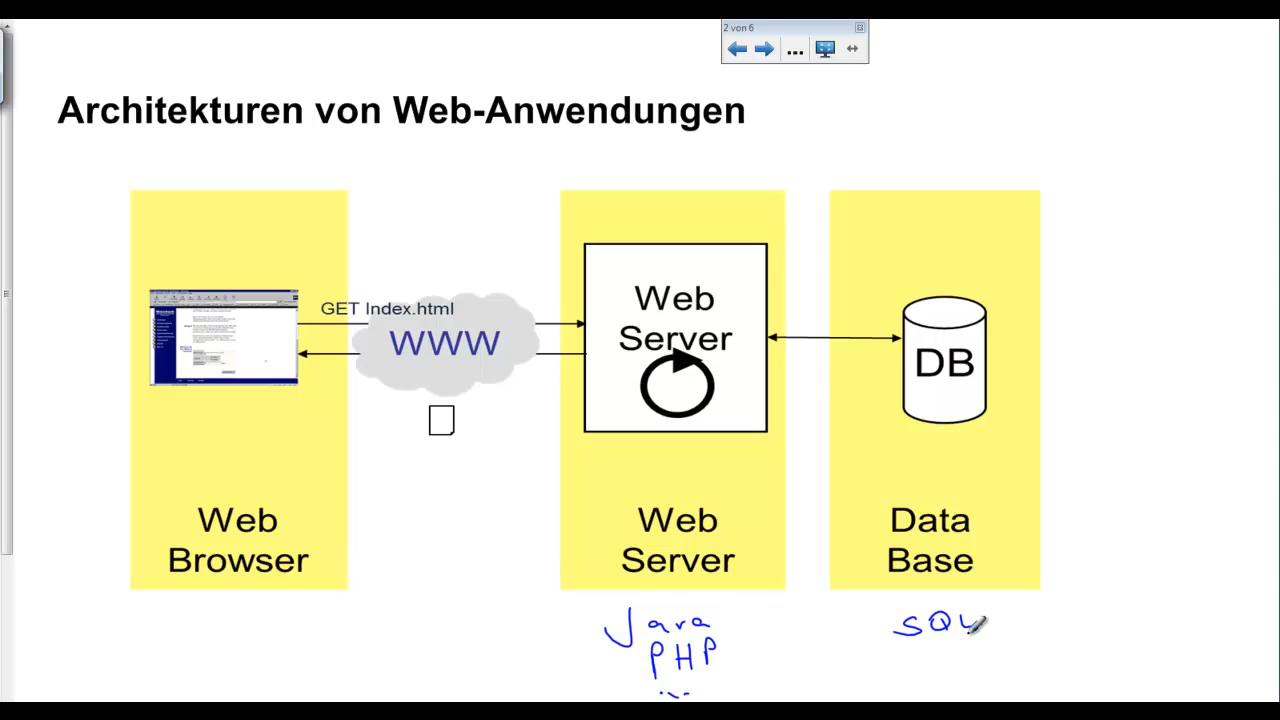 2 von 6
...
Architekturen von Web-Anwendungen
GET Index.html
WWW
Web
Server
DB
Web
Browser
Web
Server
Data
Base
Java
PHP
SQL